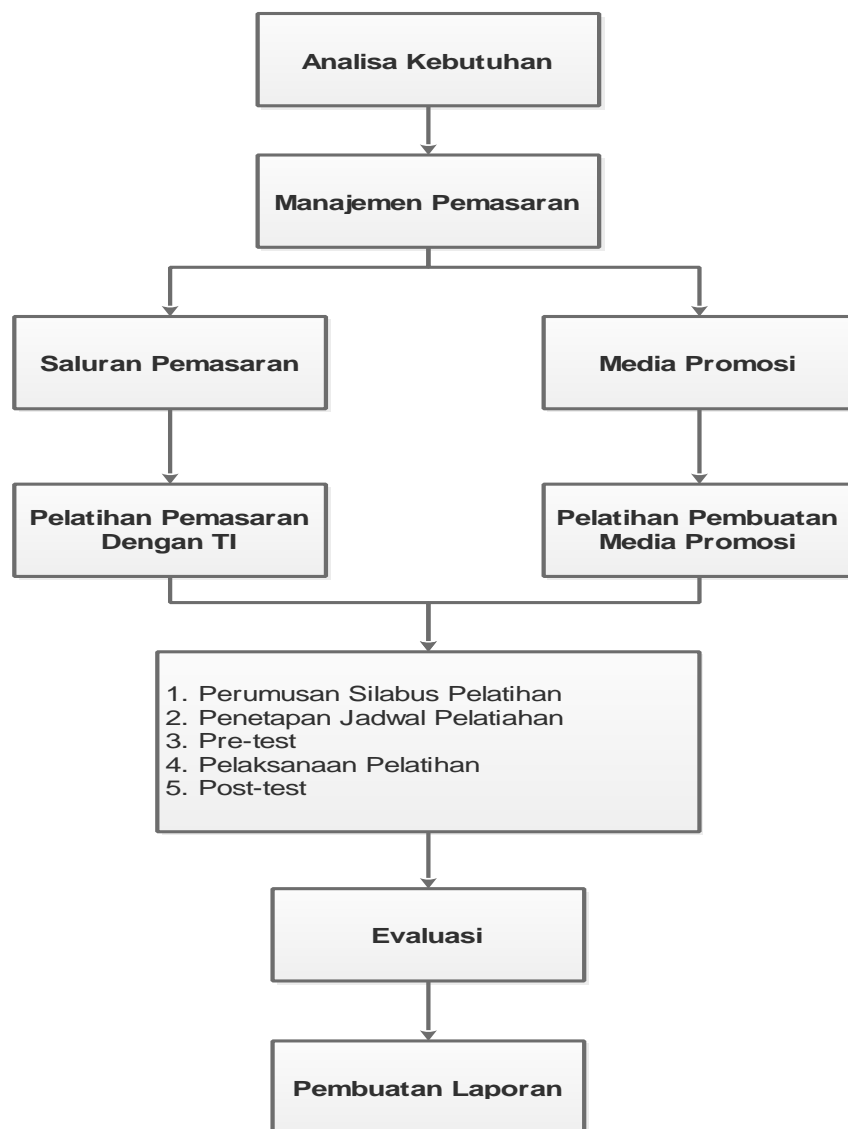 Analisa Kebutuhan
Manajemen Pemasaran
Saluran Pemasaran
Media Promosi
Pelatihan Pemasaran
Dengan TI
Pelatihan Pembuatan
Media Promosi
1. Perumusan Silabus Pelatihan
2. Penetapan Jadwal Pelatiahan
3. Pre-test
4. Pelaksanaan Pelatihan
5. Post-test
Evaluasi
Pembuatan Laporan